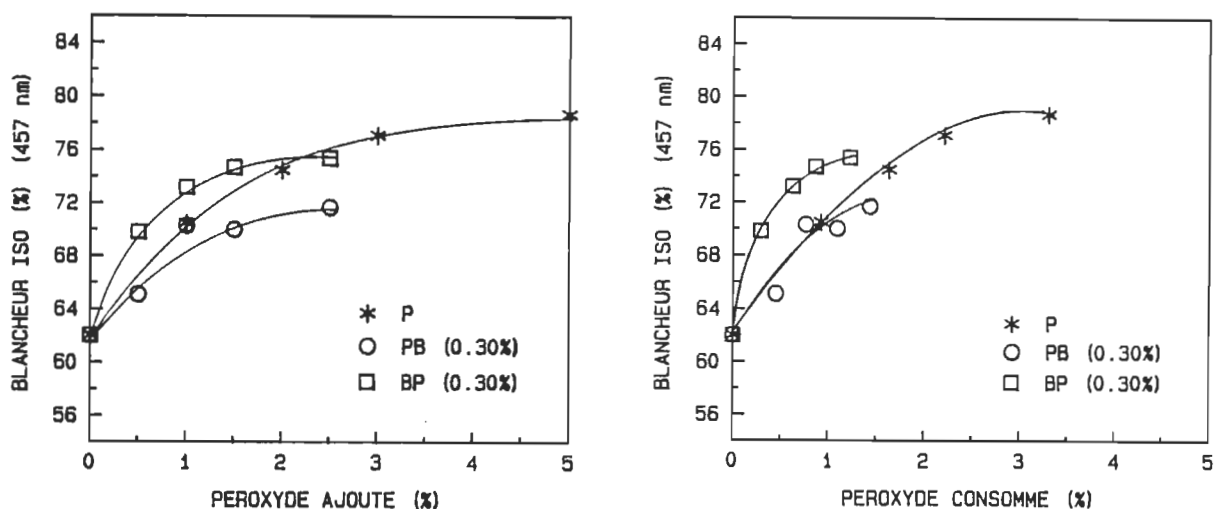 BLANCHEUR ISO (%) (457 nm)
84
80
76
72
68
64
60
56
P
PB (0.30%)
BP (0.30%)
0 1 2 3 4 5
PEROXYDE AJOUTE (%)
BLANCHEUR ISO (%) (457 nm)
84
80
76
72
68
64
60
56
P
PB (0.30%)
BP (0.30%)
0 1 2 3 4 5
PEROXYDE CONSOMME (%)